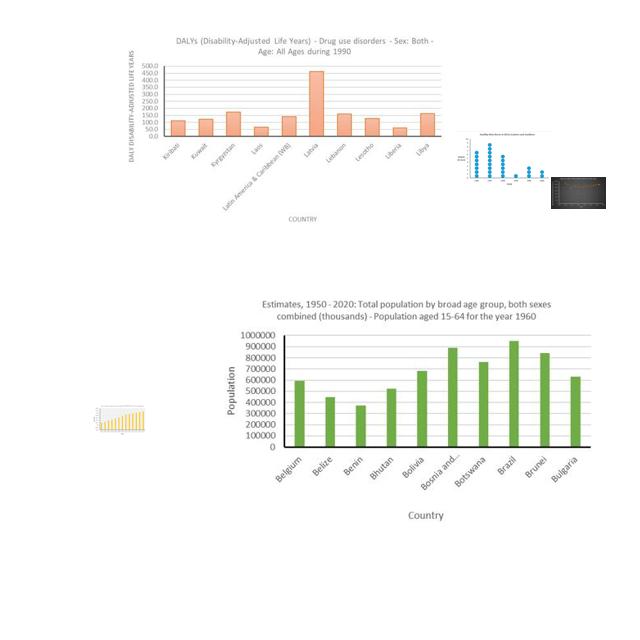 DALYs (Disability-Adjusted Life Years) - Drug use disorders - Sex: Both -
Age: All Ages during 1990
DALY DISABILITY-ADJUSTED LIFE YEARS
500.0
450.0
400.0
350.0
300.0
250.0
200.0
150.0
100.0
50.0
0.0
Kiribati
Kuwait
Kyrgyzstan
Laos
Latin America & Caribbean (WB)
Latvia
Lebanon
Lesotho
Liberia
Libya
COUNTRY
Estimates, 1950 - 2020: Total population by broad age group, both sexes
combined (thousands) - Population aged 15-64 for the year 1960
Population
1000000
900000
800000
700000
600000
500000
400000
300000
200000
100000
0
Belgium
Belize
Benin
Bhutan
Bolivia
Bosnia and...
Botswana
Brazil
Brunei
Bulgaria
Country